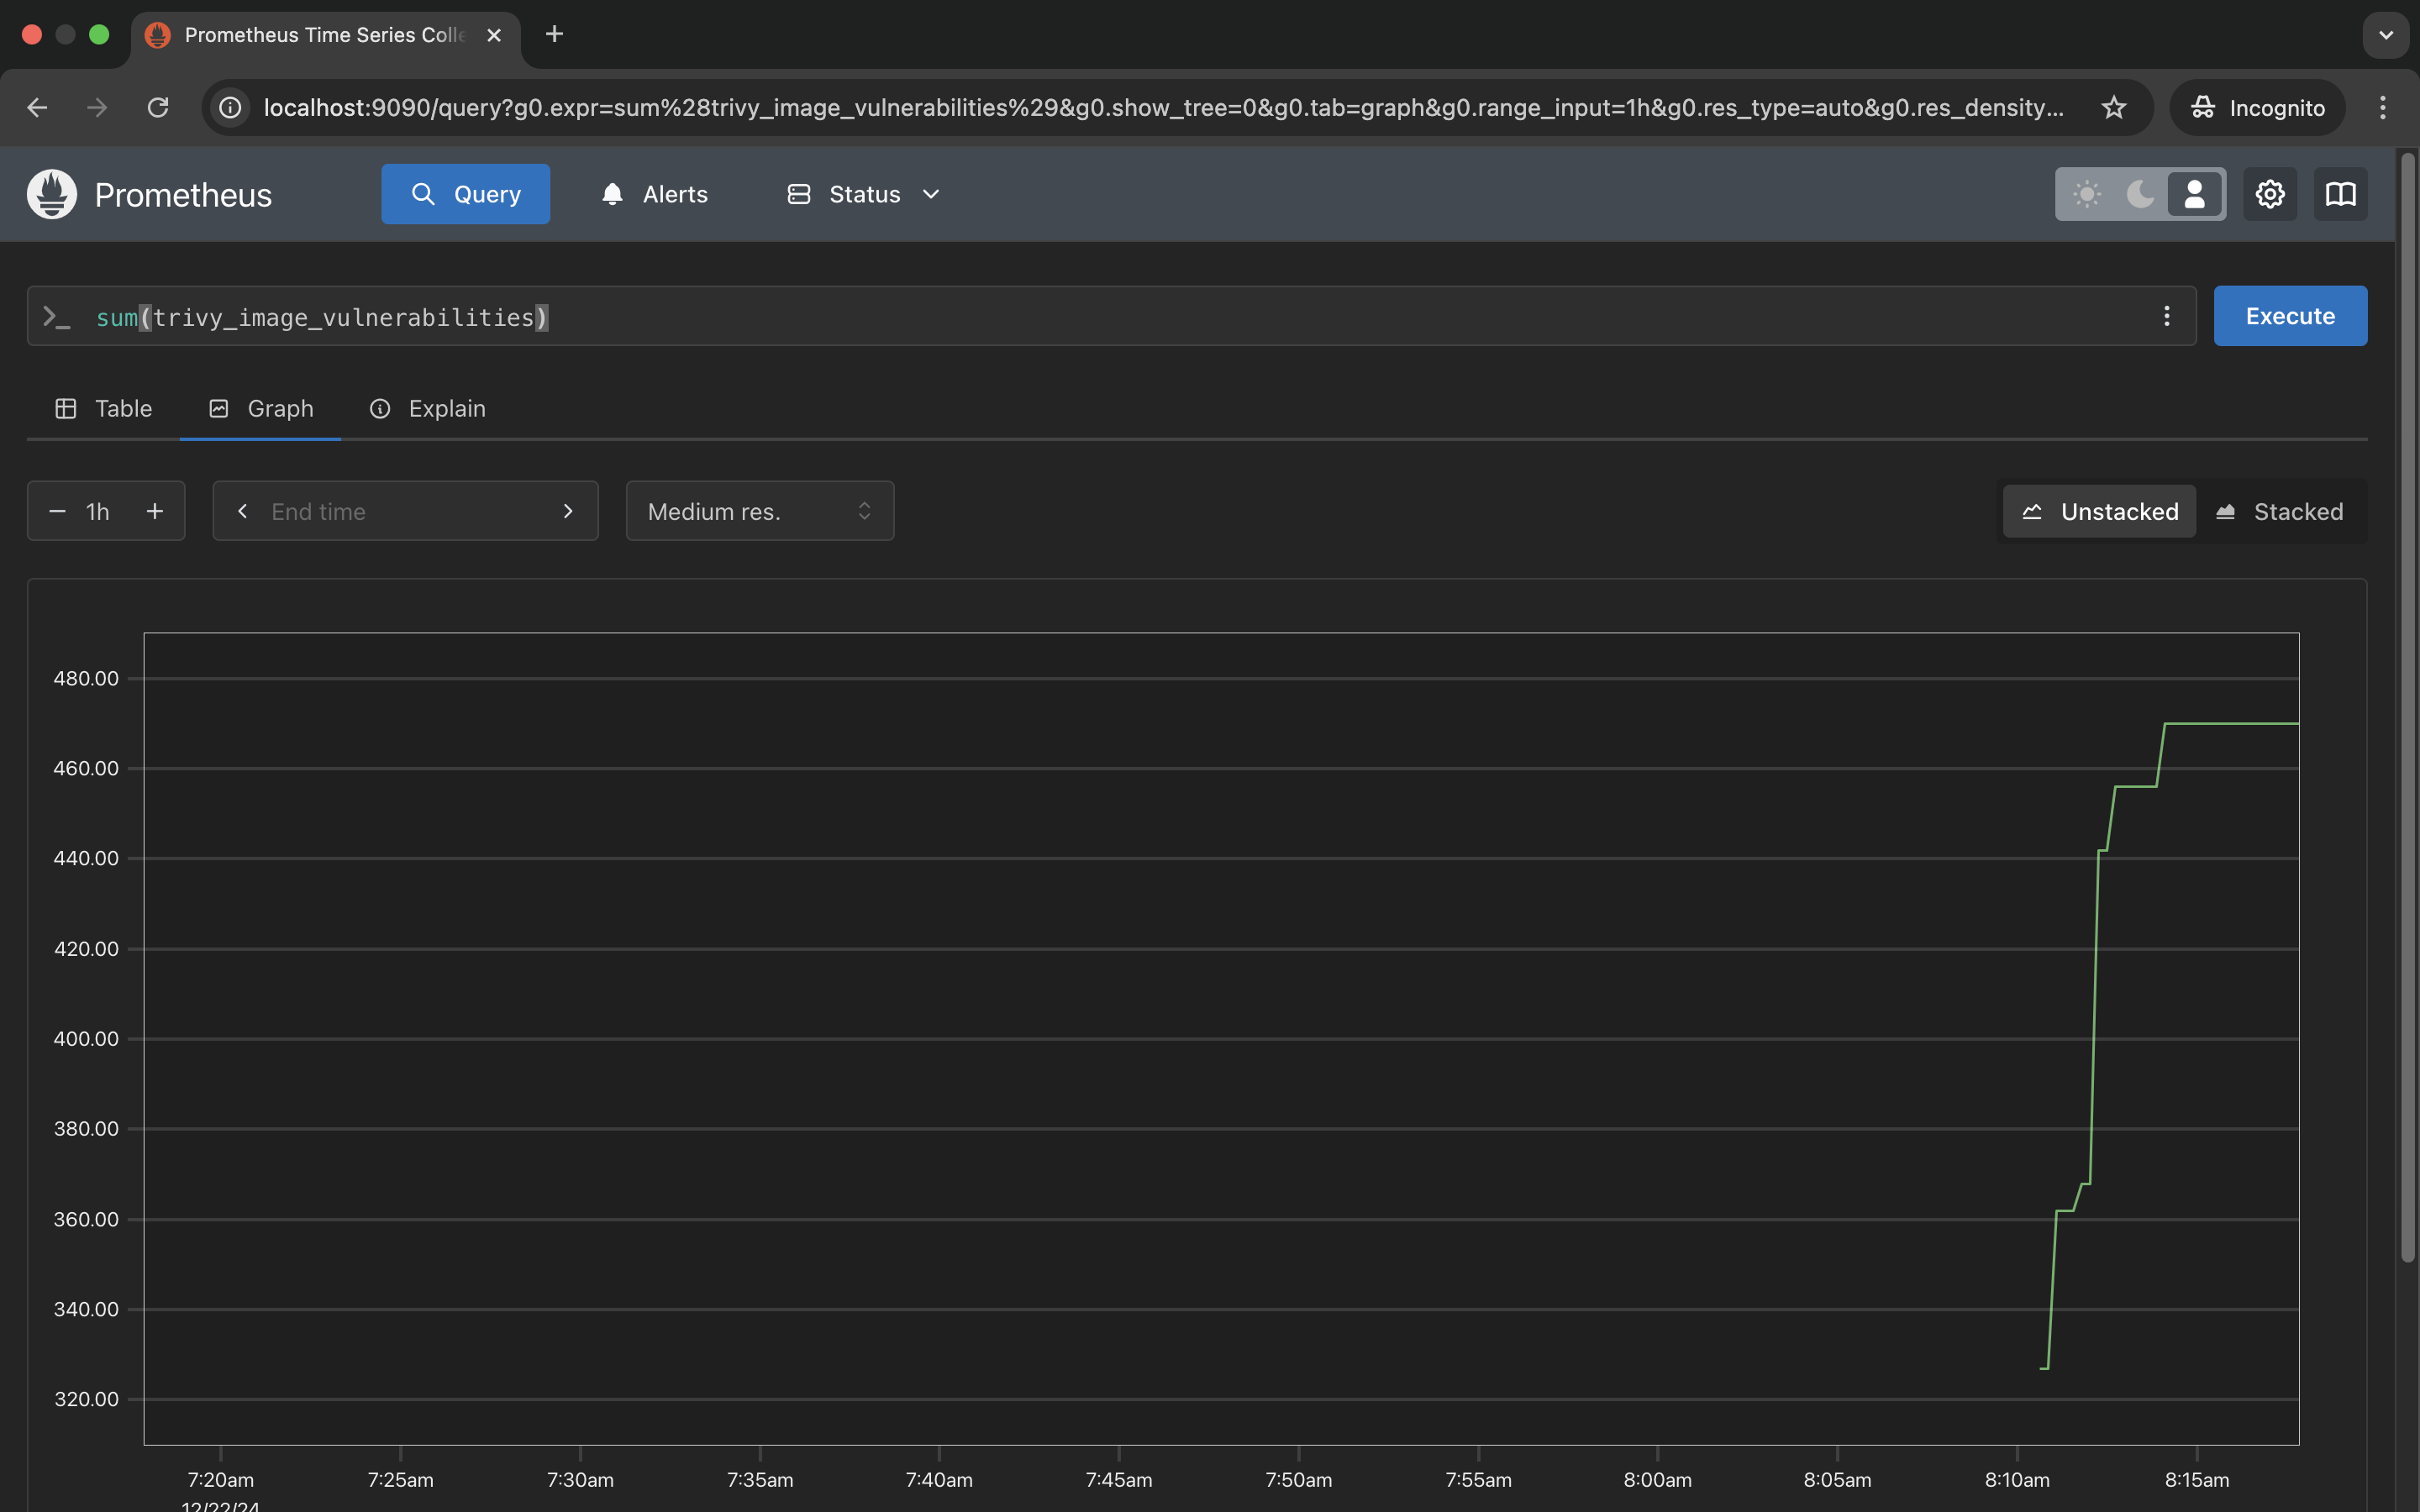 Prometheus Time Series Colle
localhost:9090/query?g0.expr=sum%28trivy_image_vulnerabilities%29&g0.show_tree=0&g0.tab=graph&g0.range_input=1h&g0.res_type=auto&g0.res_density... Incognito
Prometheus Query Alerts Status
>_ sum(trivy_image_vulnerabilities) Execute
Table Graph Explain
1h End time Medium res. Unstacked Stacked
480.00
460.00
440.00
420.00
400.00
380.00
360.00
340.00
320.00
7:20am 7:25am 7:30am 7:35am 7:40am 7:45am 7:50am 7:55am 8:00am 8:05am 8:10am 8:15am
12/22/24